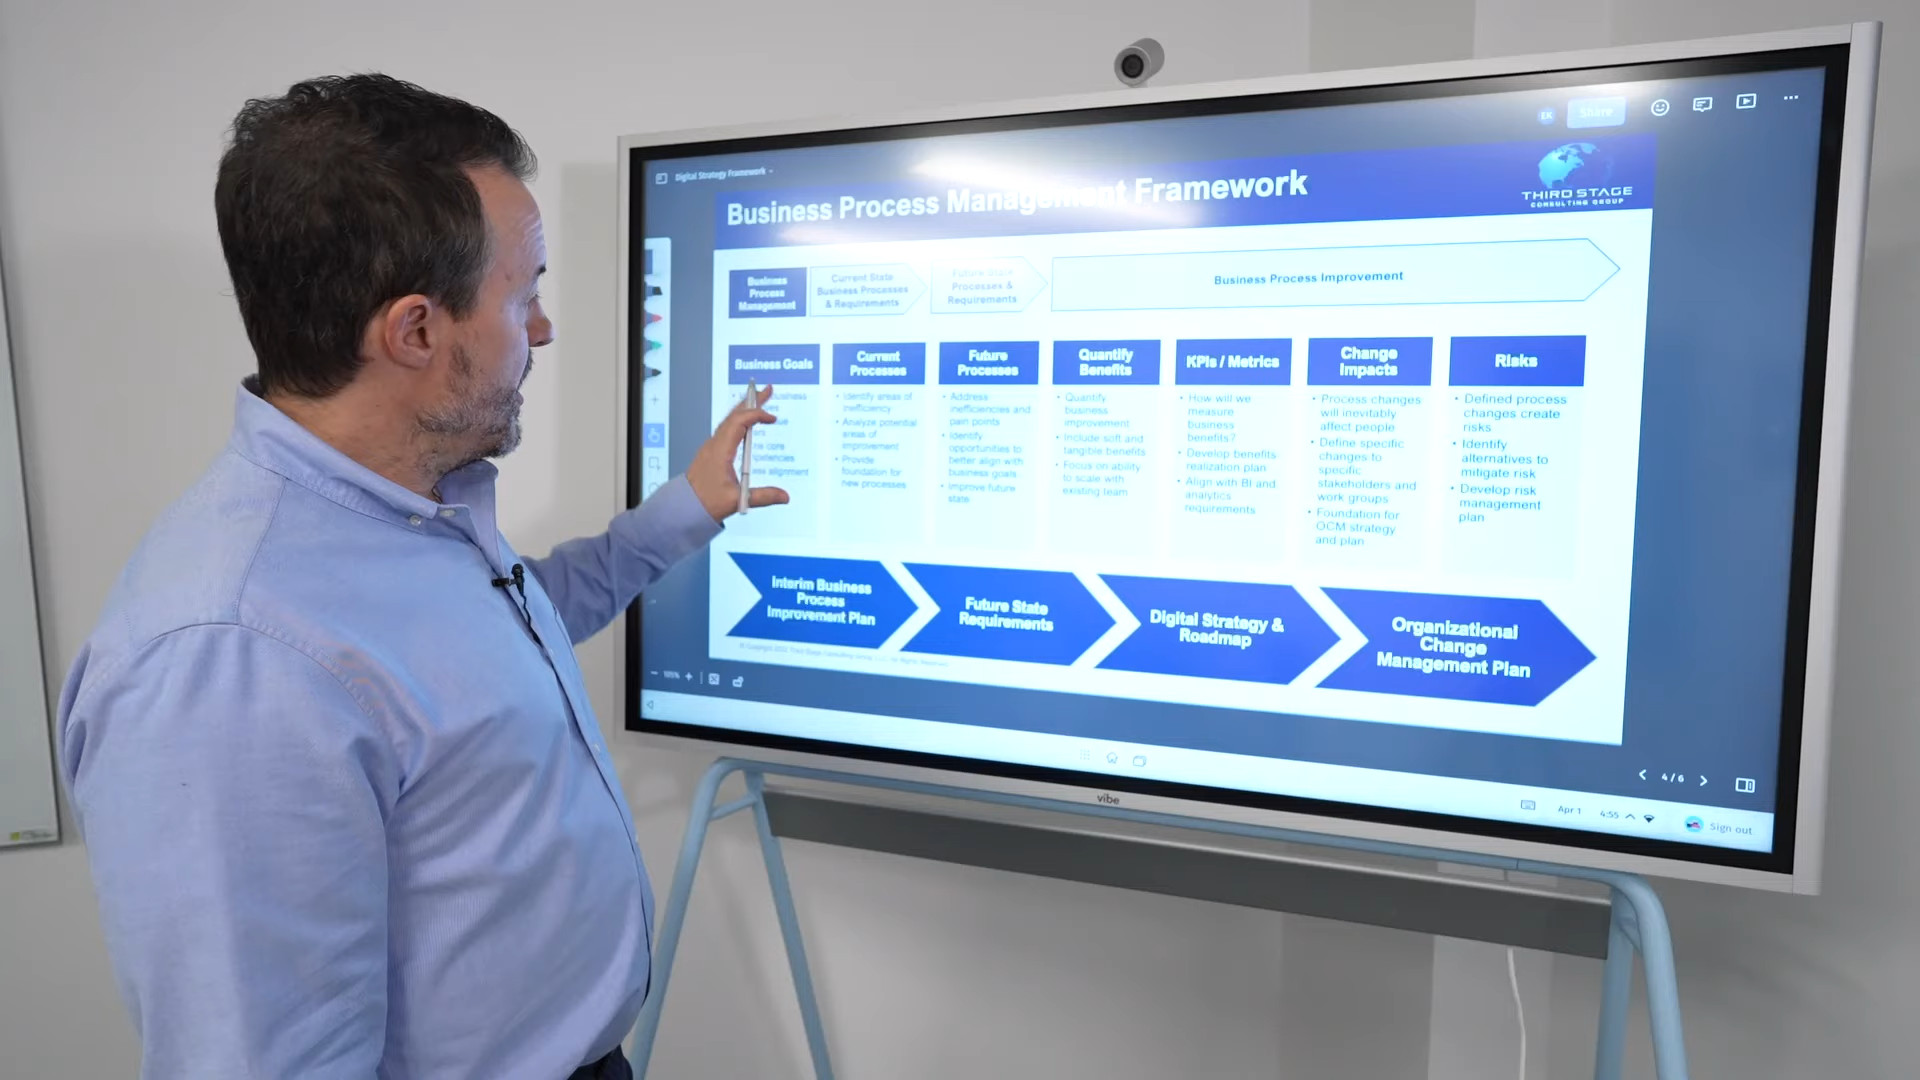 Digital Strategy Framework
EK
Share
Business Process Management Framework
THIRD STAGE
CONSULTING GROUP
Business
Process
Management
Current State
Business Processes
& Requirements
Future State
Processes &
Requirements
Business Process Improvement
Business Goals
Current
Processes
• Identify areas of
inefficiency
• Analyze potential
areas of
improvement
• Provide
foundation for
new processes
Future
Processes
• Address
inefficiencies and
pain points
• Identify
opportunities to
better align with
business goals
• Improve future
state
Quantify
Benefits
• Quantify
business
improvement
• Include soft and
tangible benefits
• Focus on ability
to scale with
existing team
KPIs / Metrics
• How will we
measure
business
benefits?
• Develop benefits
realization plan
• Align with BI and
analytics
requirements
Change
Impacts
• Process changes
will inevitably
affect people
• Define specific
changes to
specific
stakeholders and
work groups
• Foundation for
OCM strategy
and plan
Risks
• Defined process
changes create
risks
• Identify
alternatives to
mitigate risk
• Develop risk
management
plan
Interim Business
Process
Improvement Plan
Future State
Requirements
Digital Strategy &
Roadmap
Organizational
Change
Management Plan
4/6
Apr 1
4:55
Sign out
vibe